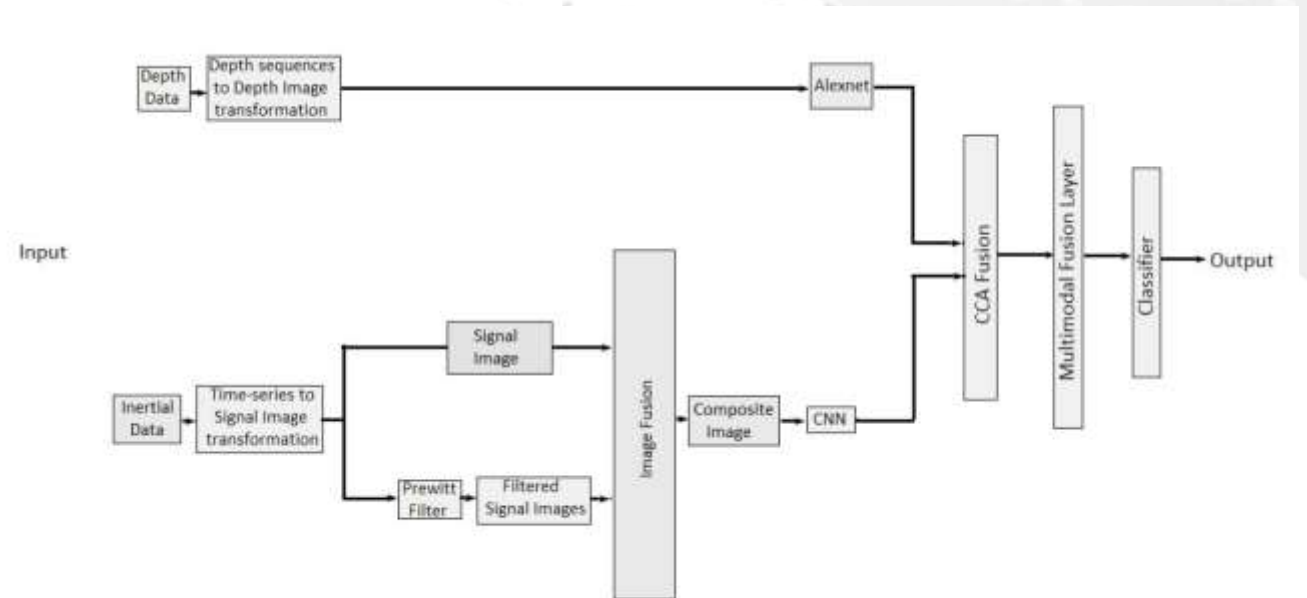 Depth
Data
Depth sequences
to Depth Image
transformation
Alexnet
Input
Inertial
Data
Time-series to
Signal Image
transformation
Signal
Image
Prewitt
Filter
Filtered
Signal Images
Image Fusion
Composite
Image
CNN
CCA Fusion
Multimodal Fusion Layer
Classifier
Output